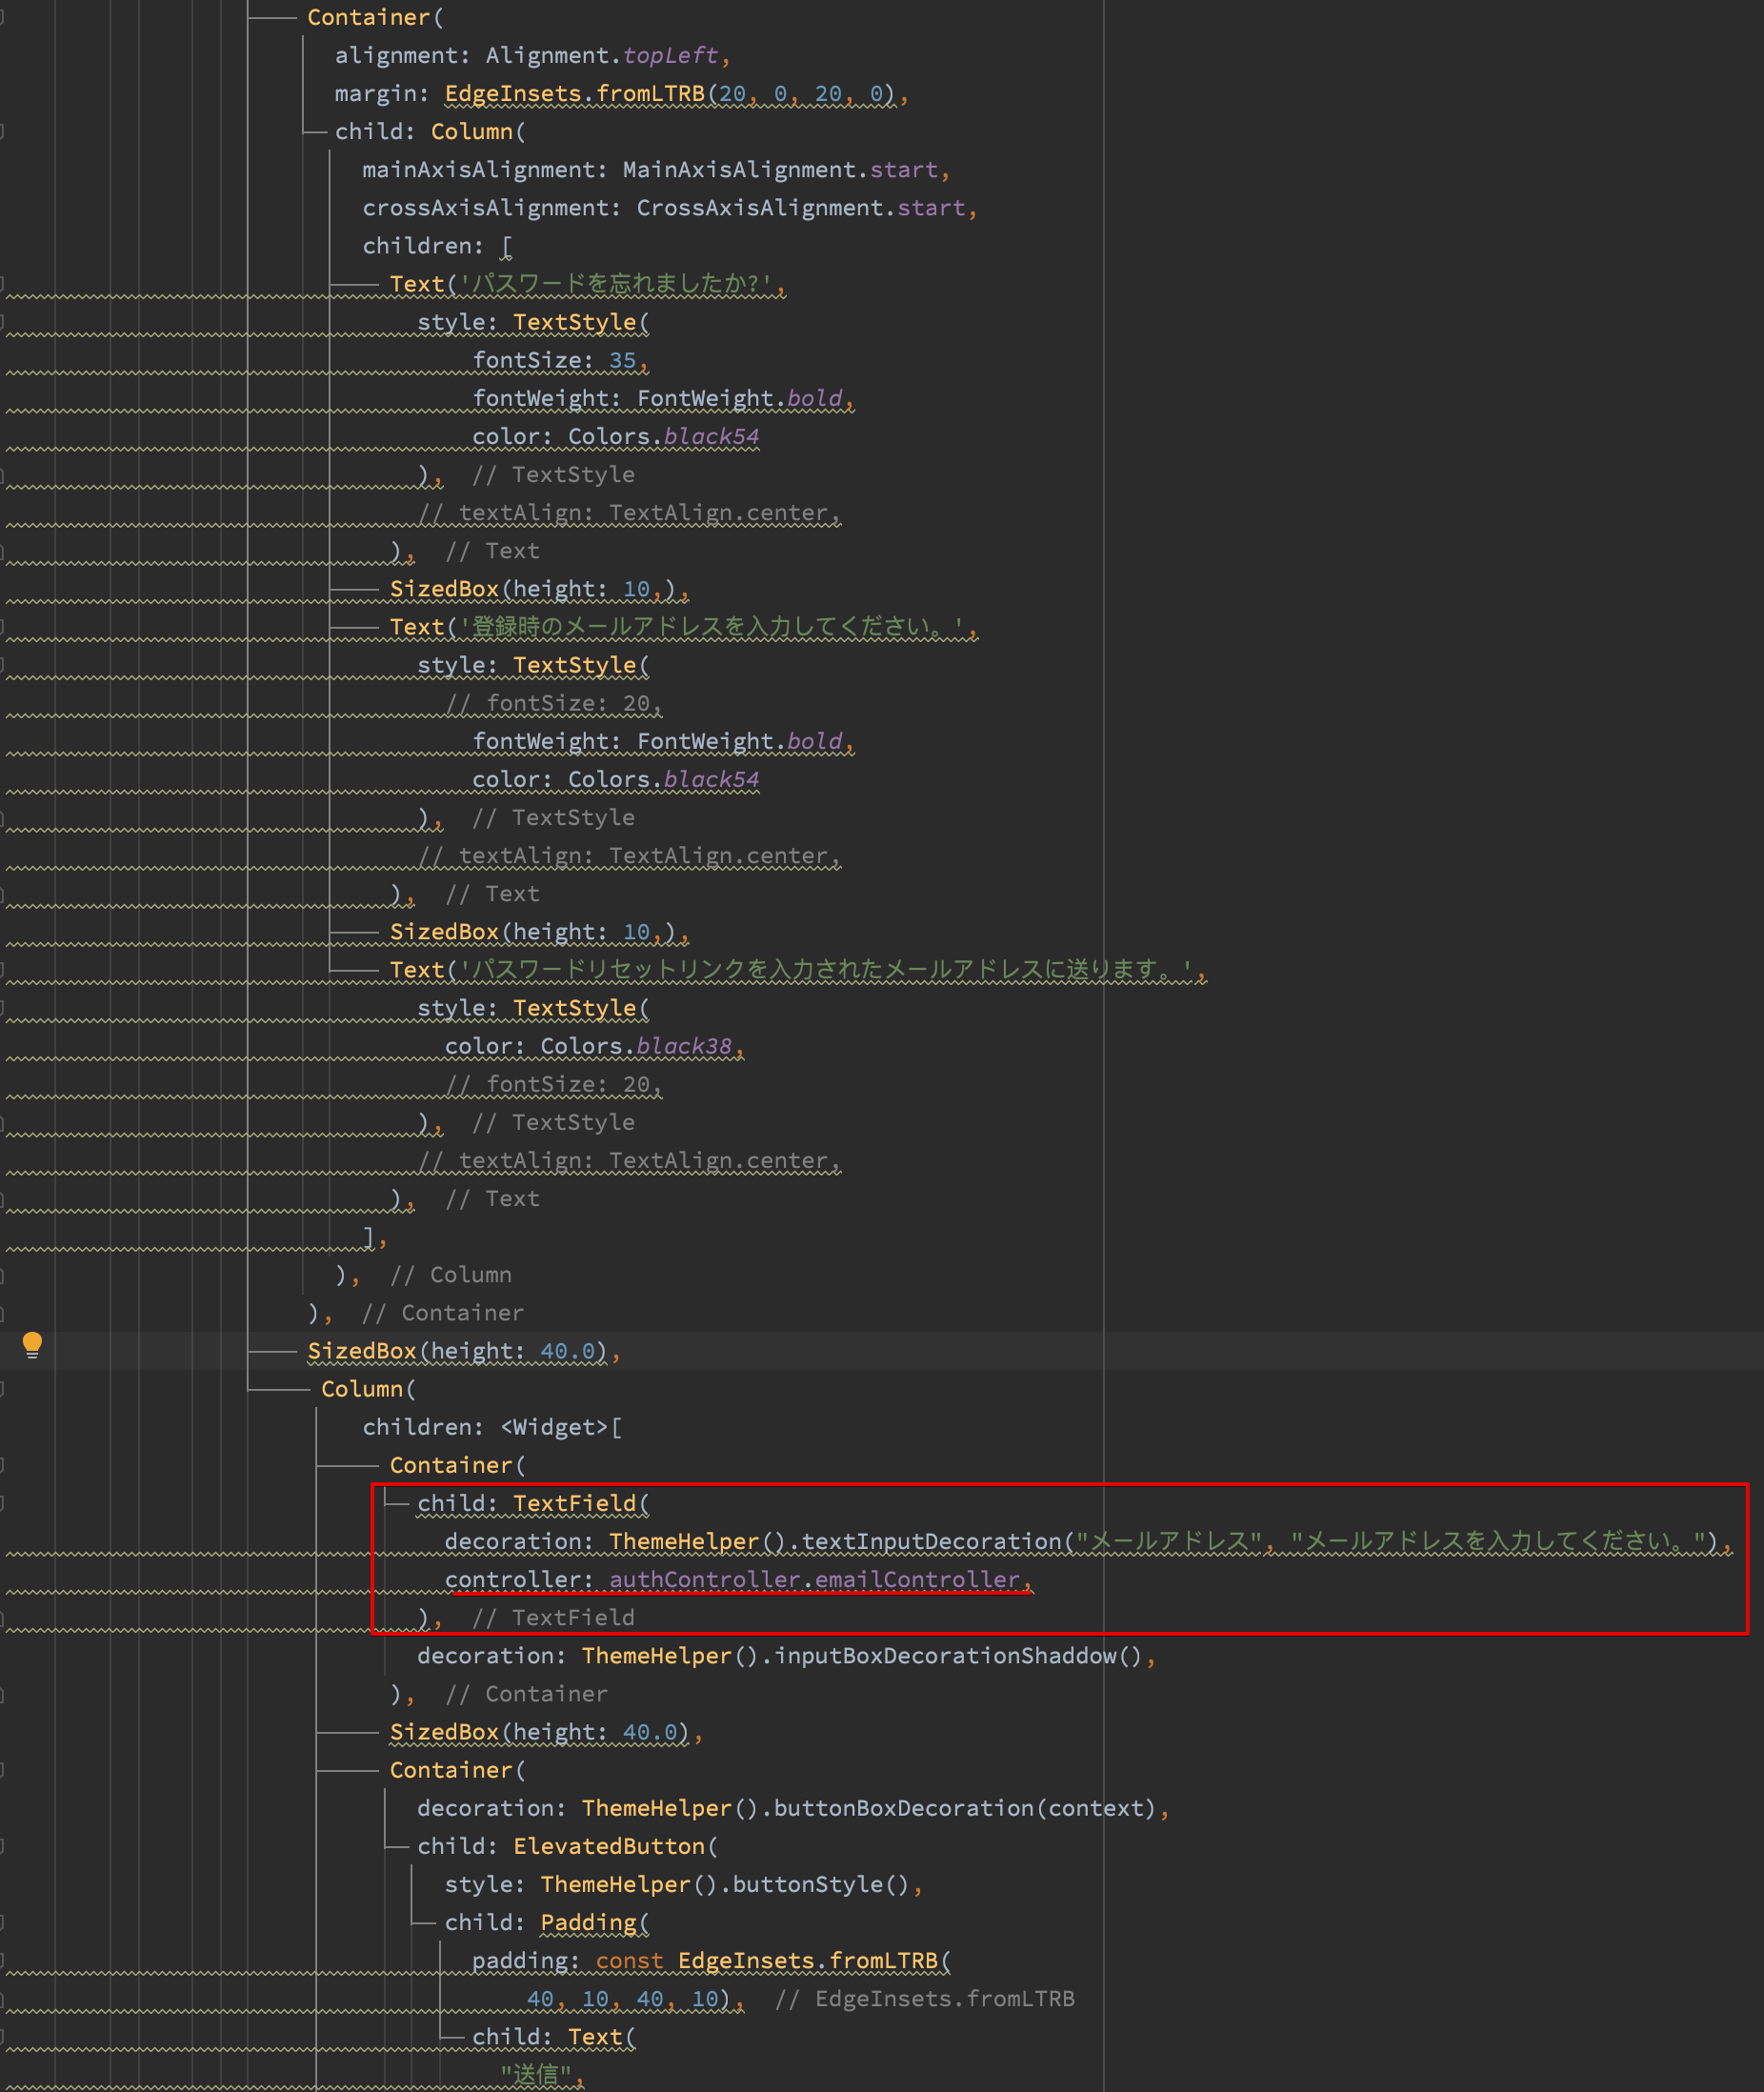 Container(
alignment: Alignment.topLeft,
margin: EdgeInsets.fromLTRB(20, 0, 20, 0),
child: Column(
mainAxisAlignment: MainAxisAlignment.start,
crossAxisAlignment: CrossAxisAlignment.start,
children: [
Text('パスワードを忘れましたか?',
style: TextStyle(
fontSize: 35,
fontWeight: FontWeight.bold,
color: Colors.black54
), // TextStyle
// textAlign: TextAlign.center,
), // Text
SizedBox(height: 10,),
Text('登録時のメールアドレスを入力してください。',
style: TextStyle(
// fontSize: 20,
fontWeight: FontWeight.bold,
color: Colors.black54
), // TextStyle
// textAlign: TextAlign.center,
), // Text
SizedBox(height: 10,),
Text('パスワードリセットリンクを入力されたメールアドレスに送ります。',
style: TextStyle(
color: Colors.black38,
// fontSize: 20,
), // TextStyle
// textAlign: TextAlign.center,
), // Text
],
), // Column
), // Container
SizedBox(height: 40.0),
Column(
children: <Widget>[
Container(
child: TextField(
decoration: ThemeHelper().textInputDecoration("メールアドレス", "メールアドレスを入力してください。"),
controller: authController.emailController,
), // TextField
decoration: ThemeHelper().inputBoxDecorationShaddow(),
), // Container
SizedBox(height: 40.0),
Container(
decoration: ThemeHelper().buttonBoxDecoration(context),
child: ElevatedButton(
style: ThemeHelper().buttonStyle(),
child: Padding(
padding: const EdgeInsets.fromLTRB(
40, 10, 40, 10), // EdgeInsets.fromLTRB
child: Text(
"送信",